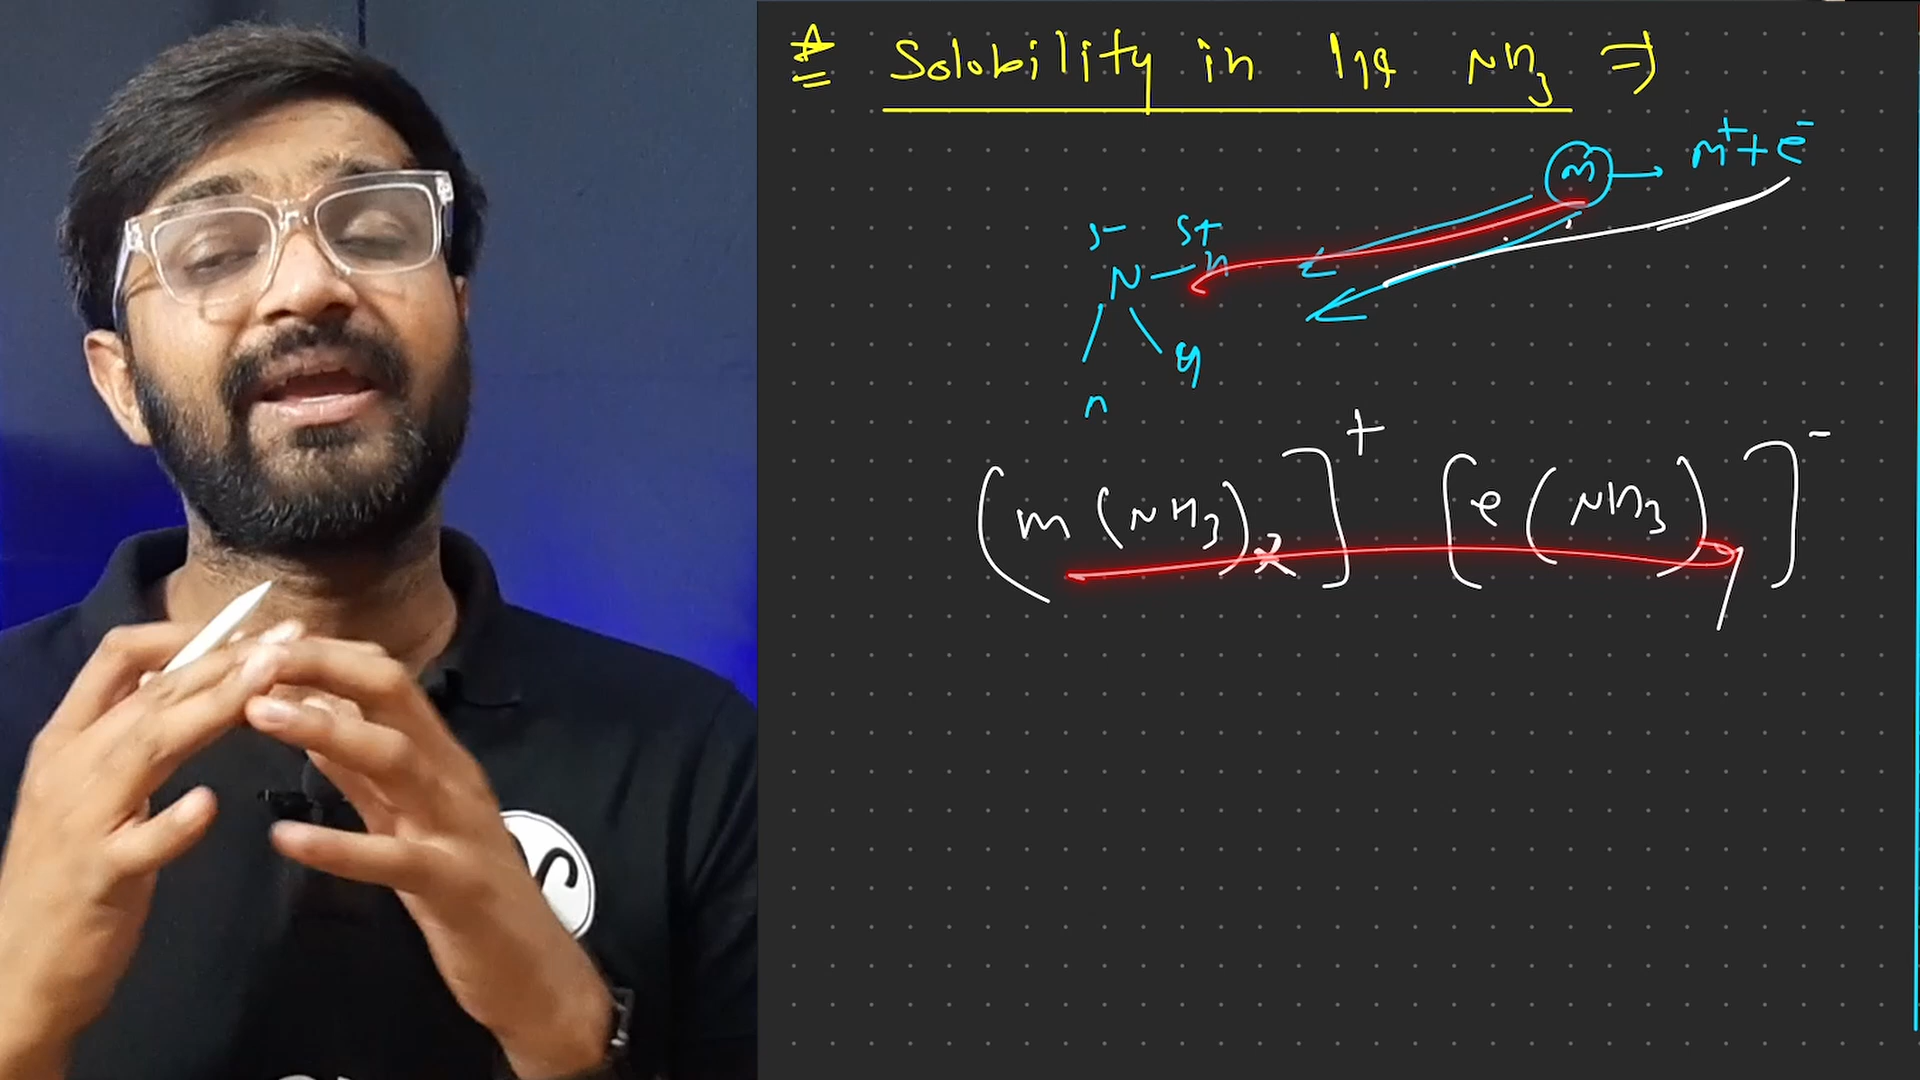 Solubility in liq NH3 ⇒
m → m+ + e-
δ- δ+
N — H
H
H
[m(NH3)x]+ [e(NH3)y]-